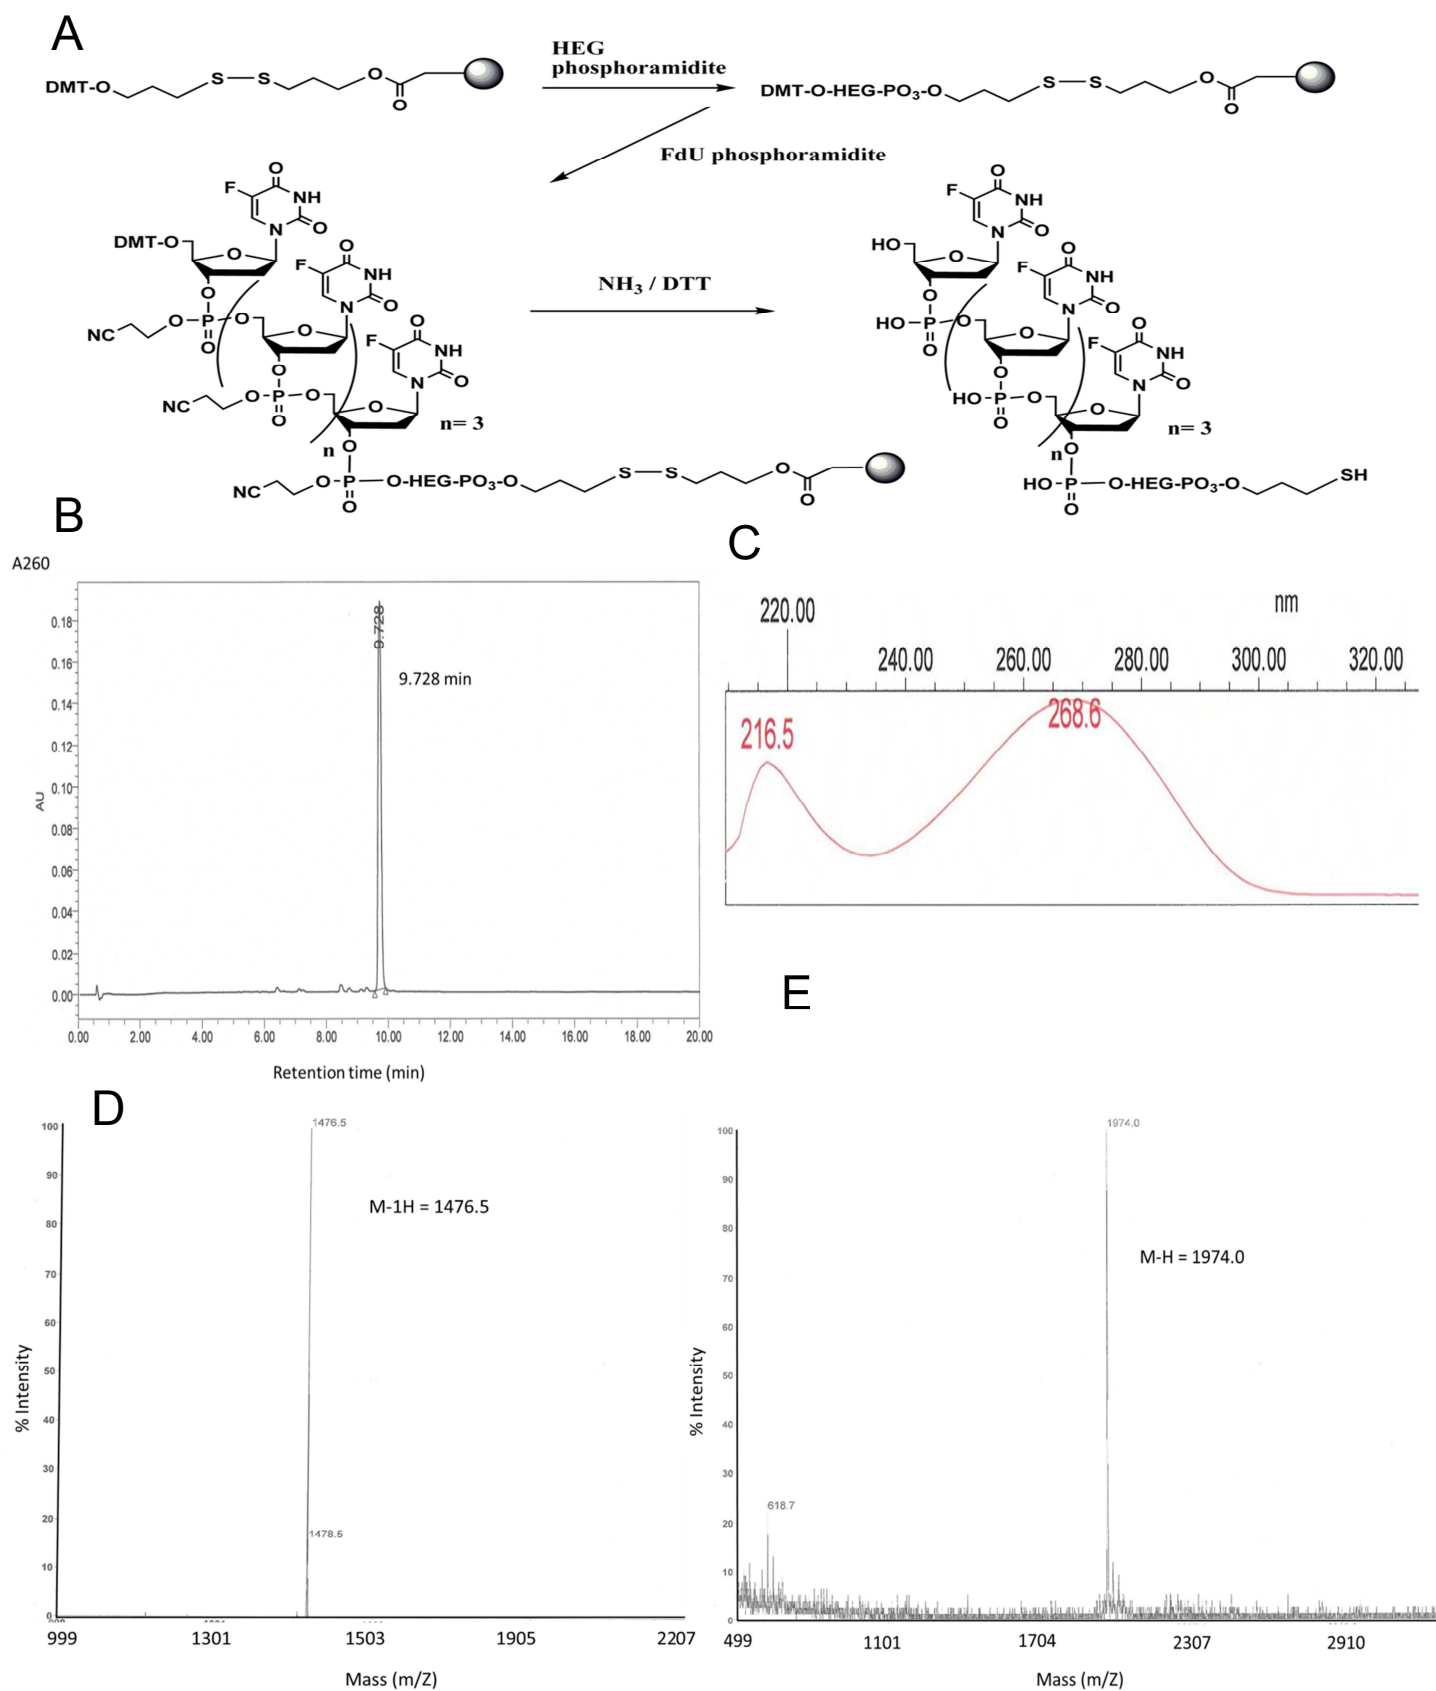 A
HEG
phosphoramidite
DMT-O
S
S
O
O
DMT-O-HEG-PO3-O
S
S
O
O
FdU phosphoramidite
O
F
NH
N
O
DMT-O
O
O
F
NH
N
O
O
O
P
O
NC
O
O
O
F
NH
N
O
O
O
P
O
NC
O
O
n= 3
n
O
NC
O
P
O-HEG-PO3-O
O
S
S
O
O
NH3 / DTT
O
F
NH
N
O
HO
O
O
F
NH
N
O
O
HO
P
O
O
O
O
F
NH
N
O
O
HO
P
O
O
O
n= 3
n
O
HO
P
O-HEG-PO3-O
O
SH
B
A260
0.18
0.16
0.14
0.12
0.10
0.08
0.06
0.04
0.02
0.00
AU
9.728
9.728 min
0.00 2.00 4.00 6.00 8.00 10.00 12.00 14.00 16.00 18.00 20.00
Retention time (min)
C
220.00
nm
240.00 260.00 280.00 300.00 320.00
216.5
268.6
D
1476.5
M-1H = 1476.5
1478.5
100
90
80
70
60
50
40
30
20
10
0
% Intensity
999 1301 1503 1905 2207
Mass (m/Z)
E
1974.0
M-H = 1974.0
618.7
100
90
80
70
60
50
40
30
20
10
0
% Intensity
499 1101 1704 2307 2910
Mass (m/Z)